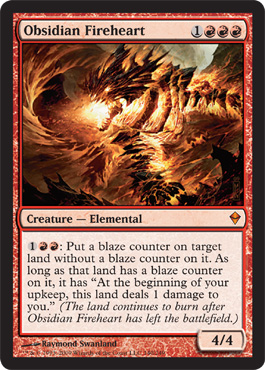 Obsidian Fireheart 1
Creature — Elemental
1: Put a blaze counter on target
land without a blaze counter on it. As
long as that land has a blaze counter
on it, it has “At the beginning of your
upkeep, this land deals 1 damage to
you.” (The land continues to burn after
Obsidian Fireheart has left the battlefield.)
Raymond Swanland
4/4